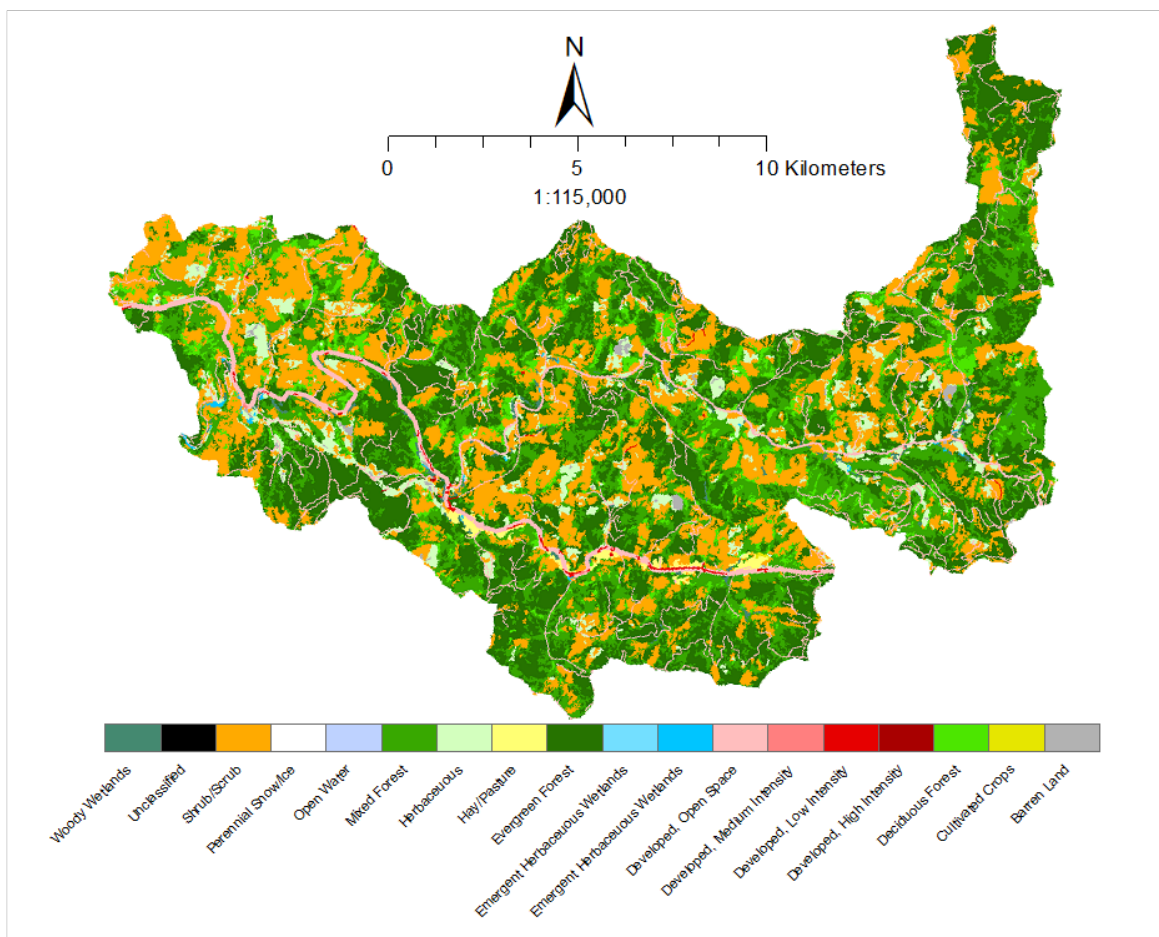 N
0 5 10 Kilometers
1:115,000
Woody Wetlands
Unclassified
Shrub/Scrub
Perennial Snow/Ice
Open Water
Mixed Forest
Herbaceous
Hay/Pasture
Evergreen Forest
Emergent Herbaceous Wetlands
Emergent Herbaceuous Wetlands
Developed, Open Space
Developed, Medium Intensity
Developed, Low Intensity
Developed, High Intensity
Deciduous Forest
Cultivated Crops
Barren Land